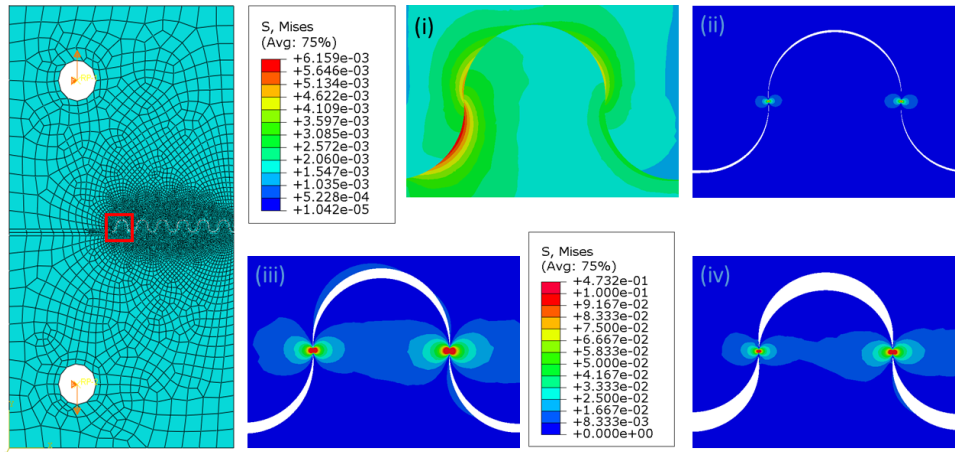 S, Mises
(Avg: 75%)
+6.159e-03
+5.646e-03
+5.134e-03
+4.622e-03
+4.109e-03
+3.597e-03
+3.085e-03
+2.572e-03
+2.060e-03
+1.547e-03
+1.035e-03
+5.228e-04
+1.042e-05
(i)
(ii)
(iii)
S, Mises
(Avg: 75%)
+4.732e-01
+1.000e-01
+9.167e-02
+8.333e-02
+7.500e-02
+6.667e-02
+5.833e-02
+5.000e-02
+4.167e-02
+3.333e-02
+2.500e-02
+1.667e-02
+8.333e-03
+0.000e+00
(iv)